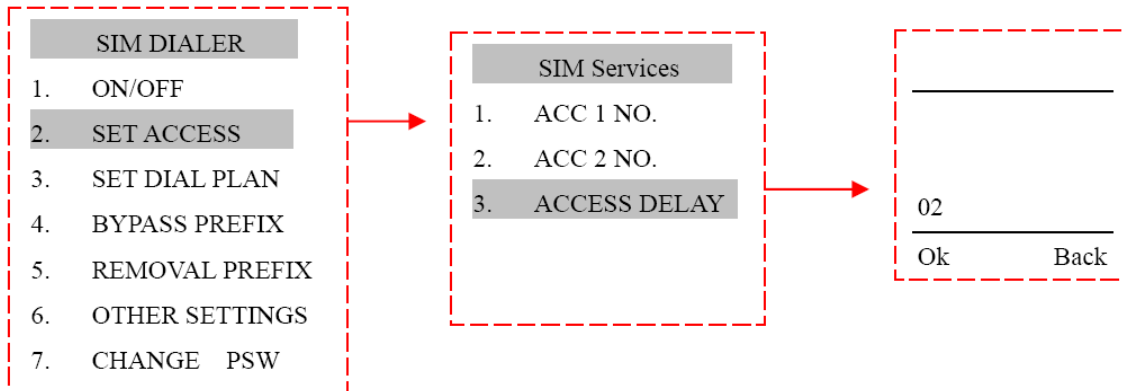 SIM DIALER
1. ON/OFF
2. SET ACCESS
3. SET DIAL PLAN
4. BYPASS PREFIX
5. REMOVAL PREFIX
6. OTHER SETTINGS
7. CHANGE PSW
SIM Services
1. ACC 1 NO.
2. ACC 2 NO.
3. ACCESS DELAY
02
Ok Back